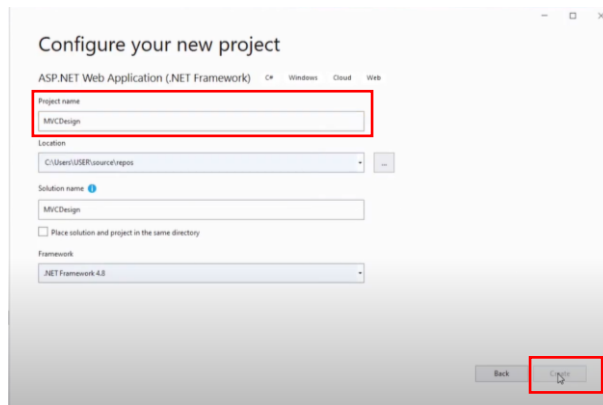 Configure your new project
ASP.NET Web Application (.NET Framework) C# Windows Cloud Web
Project name
MVCDesign
Location
C:\Users\USER\source\repos
...
Solution name
MVCDesign
Place solution and project in the same directory
Framework
.NET Framework 4.8
Back Create